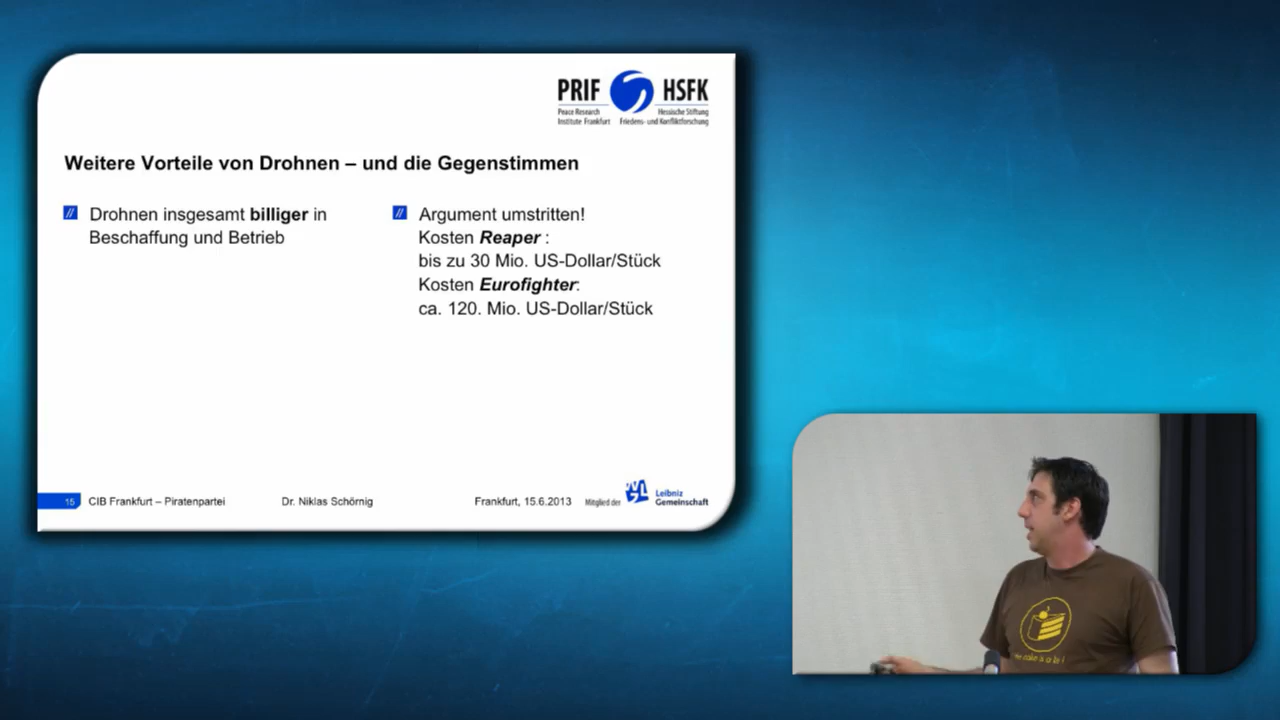 PRIF HSFK
Peace Research Hessische Stiftung
Institute Frankfurt Friedens- und Konfliktforschung
Weitere Vorteile von Drohnen – und die Gegenstimmen
Drohnen insgesamt billiger in
Beschaffung und Betrieb
Argument umstritten!
Kosten Reaper :
bis zu 30 Mio. US-Dollar/Stück
Kosten Eurofighter:
ca. 120. Mio. US-Dollar/Stück
15 CIB Frankfurt – Piratenpartei Dr. Niklas Schörnig Frankfurt, 15.6.2013 Mitglied der
Leibniz
Gemeinschaft
is a